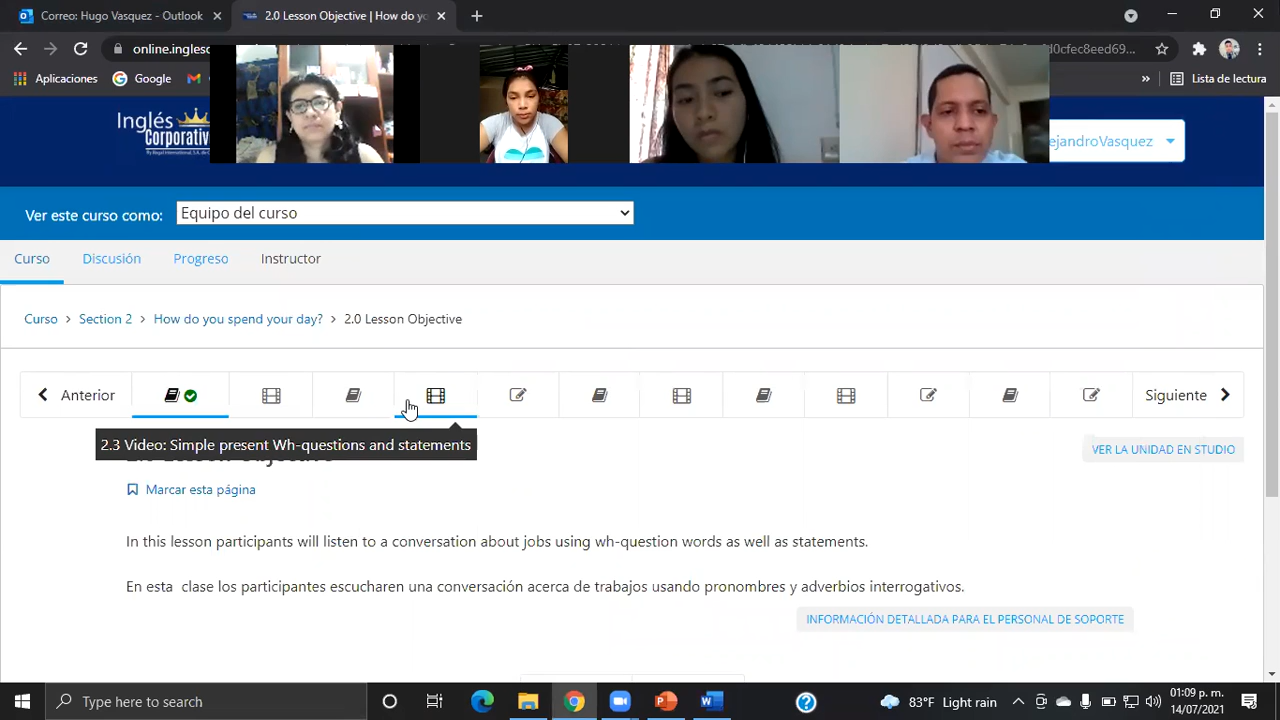 Correo: Hugo Vasquez - Outlook
2.0 Lesson Objective | How do yo
online.inglesc
d0cfec8eed69...
Aplicaciones
Google
»
Lista de lectura
Inglés
Corporativo
ejandroVasquez
Ver este curso como:
Equipo del curso
Curso
Discusión
Progreso
Instructor
Curso > Section 2 > How do you spend your day? > 2.0 Lesson Objective
Anterior
Siguiente
2.3 Video: Simple present Wh-questions and statements
VER LA UNIDAD EN STUDIO
Marcar esta página
In this lesson participants will listen to a conversation about jobs using wh-question words as well as statements.
En esta clase los participantes escucharen una conversación acerca de trabajos usando pronombres y adverbios interrogativos.
INFORMACIÓN DETALLADA PARA EL PERSONAL DE SOPORTE
Type here to search
83°F Light rain
01:09 p. m.
14/07/2021